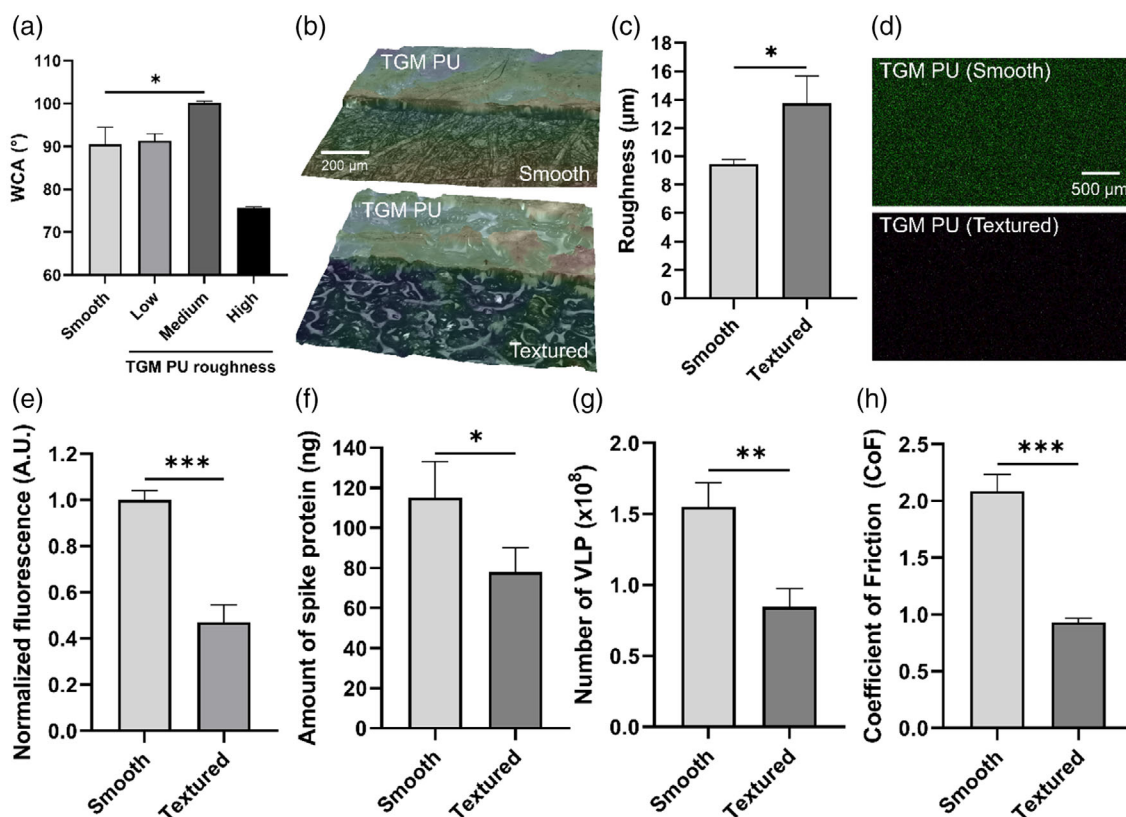 (a)
WCA (°)
100
90
80
70
60
*
Smooth
Low
Medium
High
TGM PU roughness
(b)
TGM PU
200 µm
Smooth
TGM PU
Textured
(c)
Roughness (µm)
18
16
14
12
10
8
6
4
2
0
*
Smooth
Textured
(d)
TGM PU (Smooth)
500 µm
TGM PU (Textured)
(e)
Normalized fluorescence (A.U.)
1.2
1.0
0.8
0.6
0.4
0.2
0.0
***
Smooth
Textured
(f)
Amount of spike protein (ng)
140
120
100
80
60
40
20
0
*
Smooth
Textured
(g)
Number of VLP (x10⁸)
2.0
1.5
1.0
0.5
0.0
**
Smooth
Textured
(h)
Coefficient of Friction (CoF)
2.5
2.0
1.5
1.0
0.5
0.0
***
Smooth
Textured